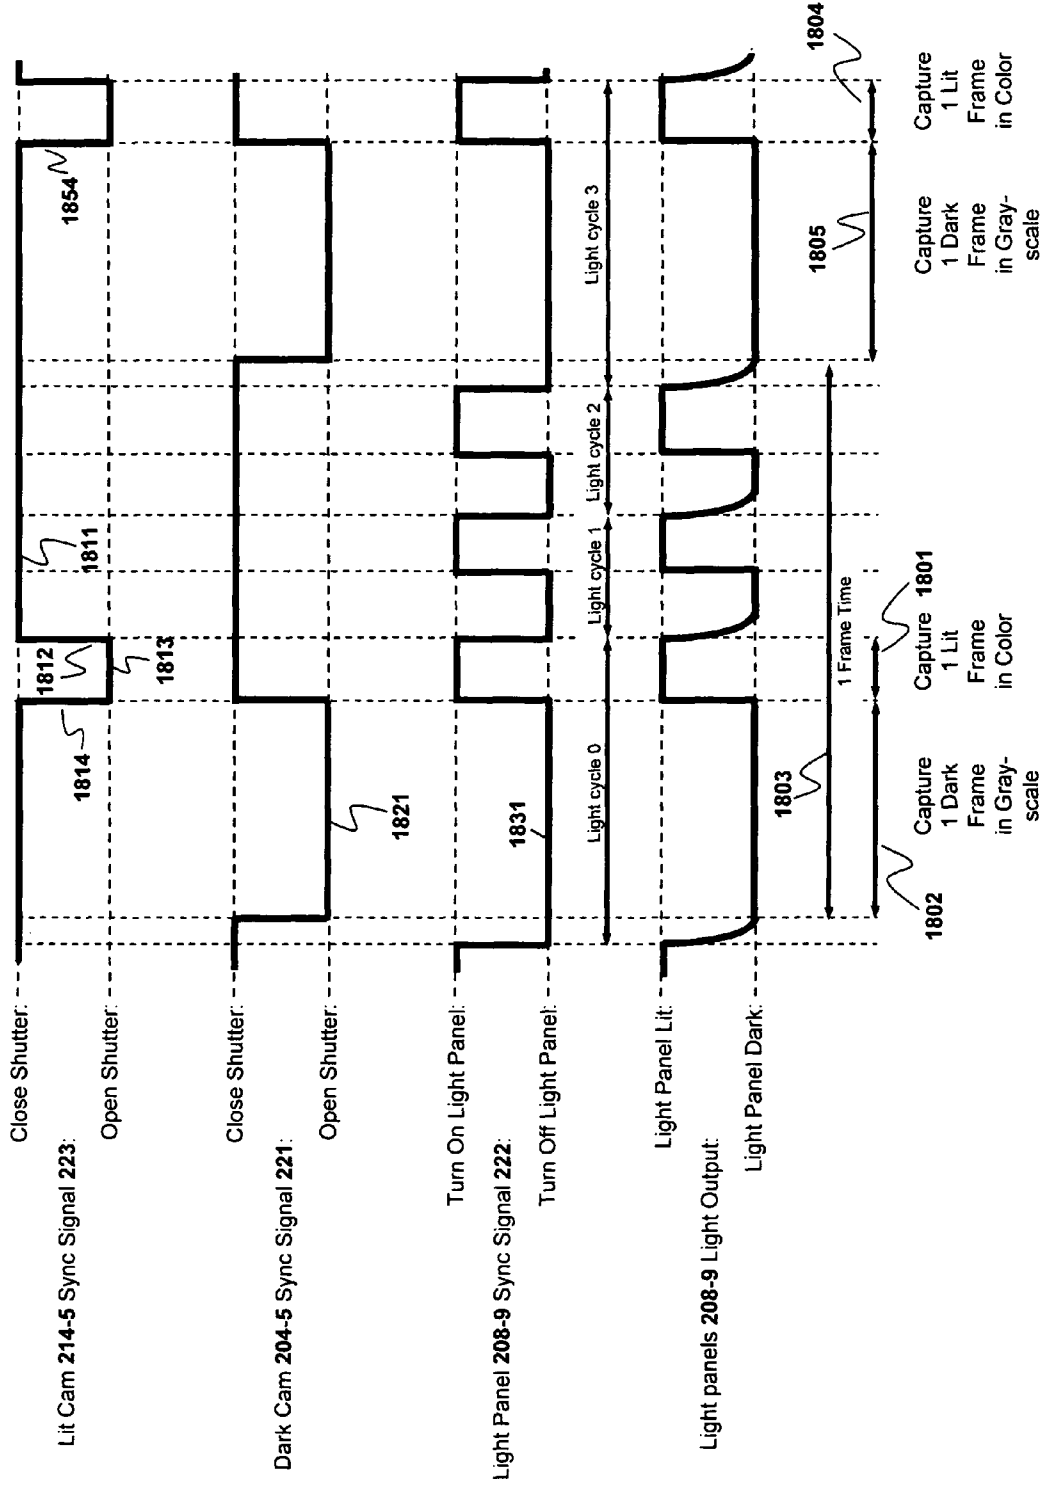 Lit Cam 214-5 Sync Signal 223:
Close Shutter:
Open Shutter:
1814
1812
1813
1811
1854
Dark Cam 204-5 Sync Signal 221:
Close Shutter:
Open Shutter:
1821
Light Panel 208-9 Sync Signal 222:
Turn On Light Panel:
Turn Off Light Panel:
1831
Light cycle 0
Light cycle 1
Light cycle 2
Light cycle 3
Light panels 208-9 Light Output:
Light Panel Lit:
Light Panel Dark:
1803
1 Frame Time
1805
1804
1802
1801
Capture
1 Dark
Frame
in Gray-
scale
Capture
1 Lit
Frame
in Color
Capture
1 Dark
Frame
in Gray-
scale
Capture
1 Lit
Frame
in Color